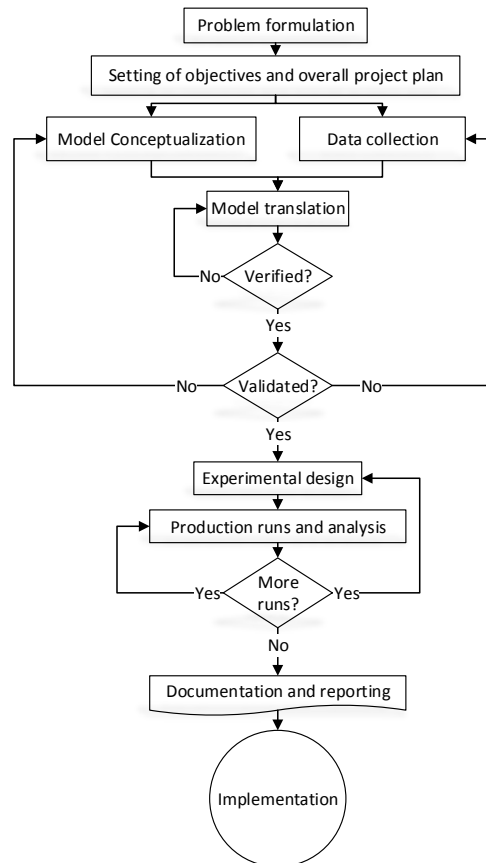 Problem formulation
Setting of objectives and overall project plan
Model Conceptualization
Data collection
Model translation
No
Verified?
Yes
No
Validated?
No
Yes
Experimental design
Production runs and analysis
Yes
More
runs?
Yes
No
Documentation and reporting
Implementation